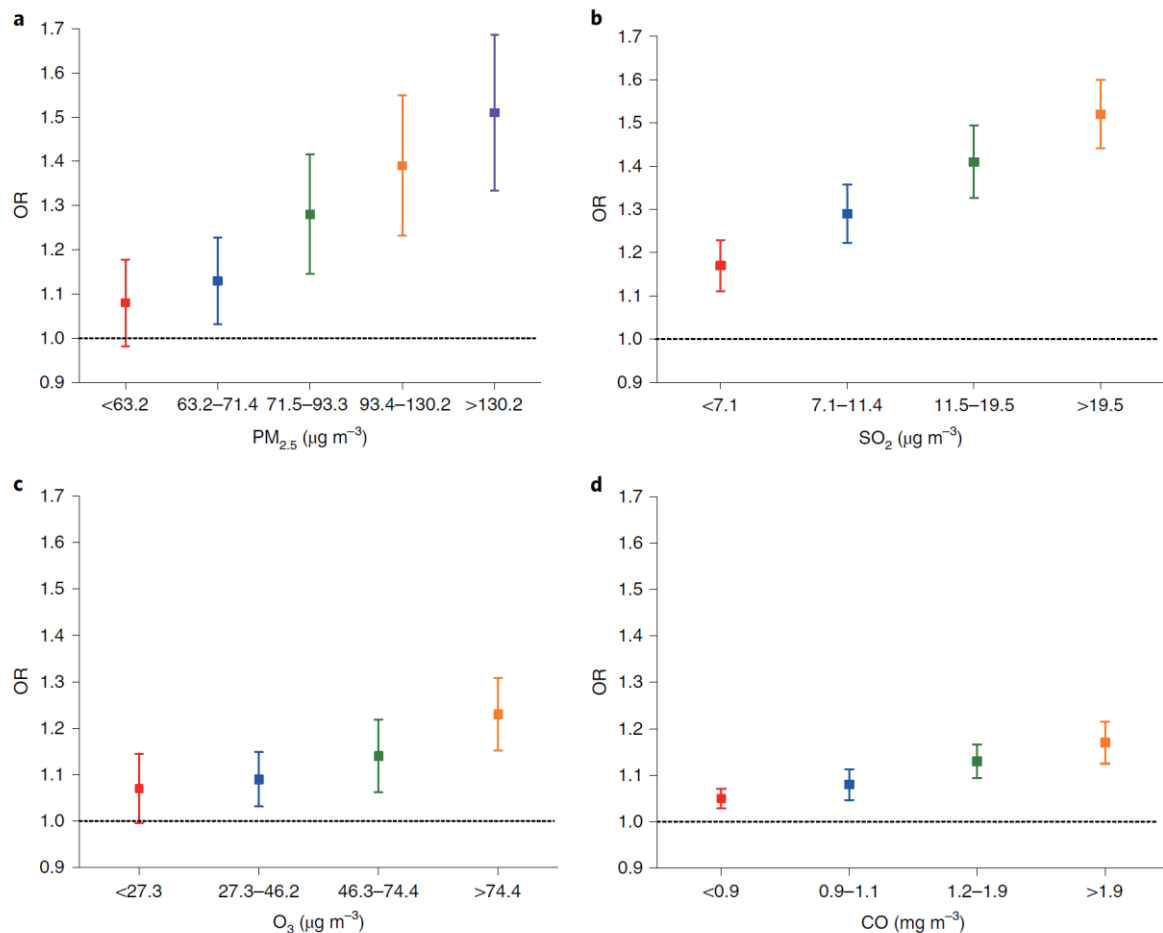 a
1.7
1.6
1.5
1.4
1.3
1.2
1.1
1.0
0.9
OR
<63.2 63.2–71.4 71.5–93.3 93.4–130.2 >130.2
PM2.5 (μg m−3)
b
1.7
1.6
1.5
1.4
1.3
1.2
1.1
1.0
0.9
OR
<7.1 7.1–11.4 11.5–19.5 >19.5
SO2 (μg m−3)
c
1.7
1.6
1.5
1.4
1.3
1.2
1.1
1.0
0.9
OR
<27.3 27.3–46.2 46.3–74.4 >74.4
O3 (μg m−3)
d
1.7
1.6
1.5
1.4
1.3
1.2
1.1
1.0
0.9
OR
<0.9 0.9–1.1 1.2–1.9 >1.9
CO (mg m−3)